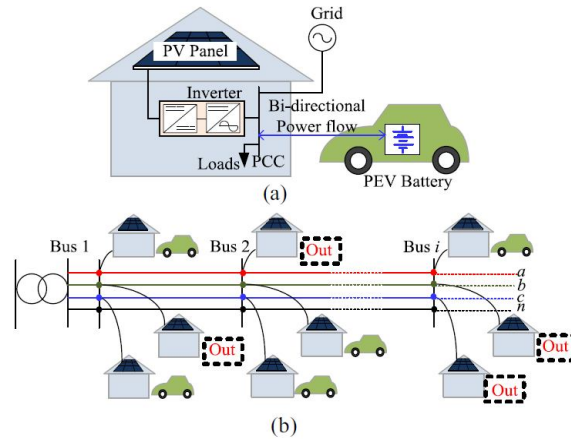 Grid
PV Panel
Inverter
Bi-directional
Power flow
Loads
PCC
PEV Battery
(a)
Bus 1
Bus 2
Out
Bus i
a
b
c
n
Out
Out
Out
(b)